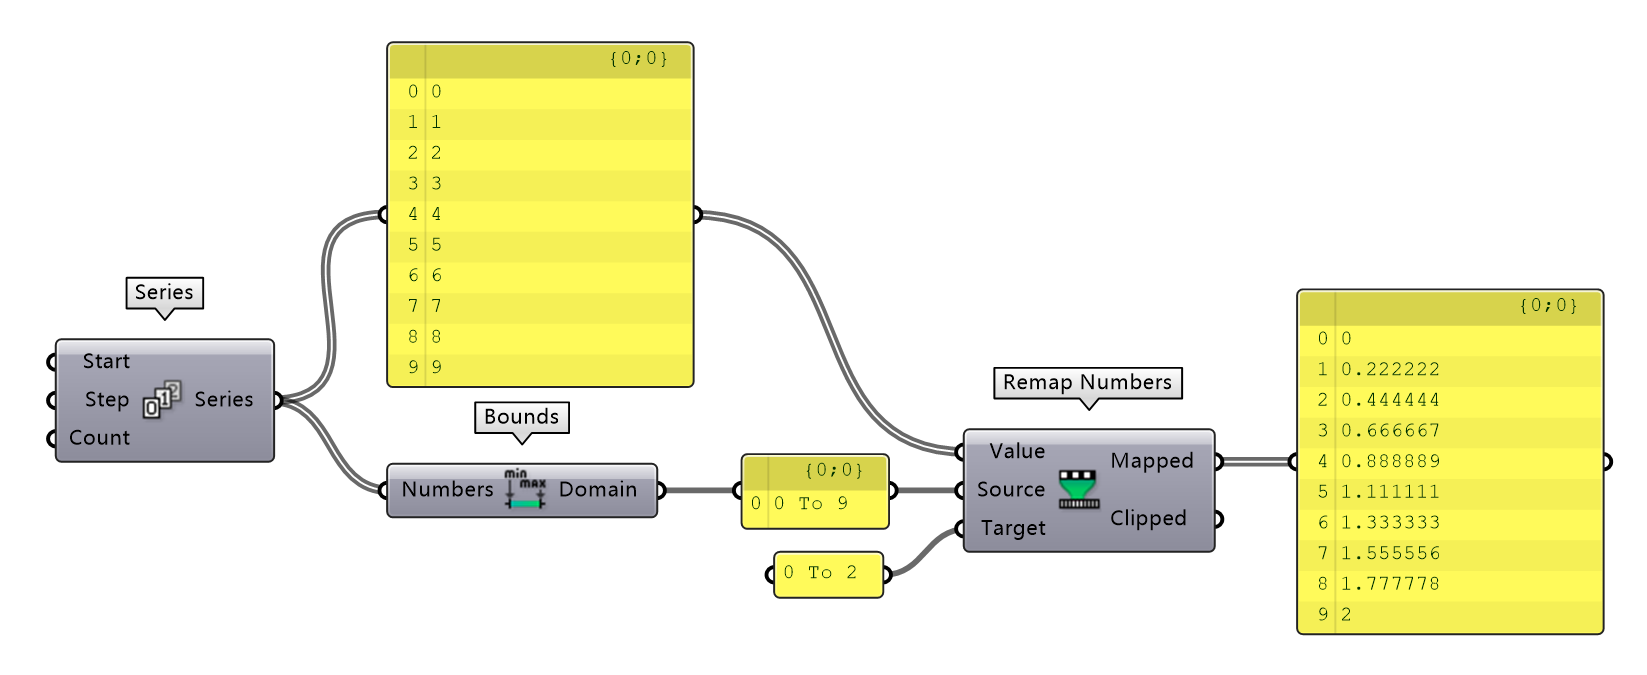 {0;0}
0 0
1 1
2 2
3 3
4 4
5 5
6 6
7 7
8 8
9 9
Series
Start
Step
Count
0 1 2
Series
Bounds
Numbers
min
MAX
Domain
{0;0}
0 0 To 9
0 To 2
Remap Numbers
Value
Source
Target
Mapped
Clipped
{0;0}
0 0
1 0.222222
2 0.444444
3 0.666667
4 0.888889
5 1.111111
6 1.333333
7 1.555556
8 1.777778
9 2